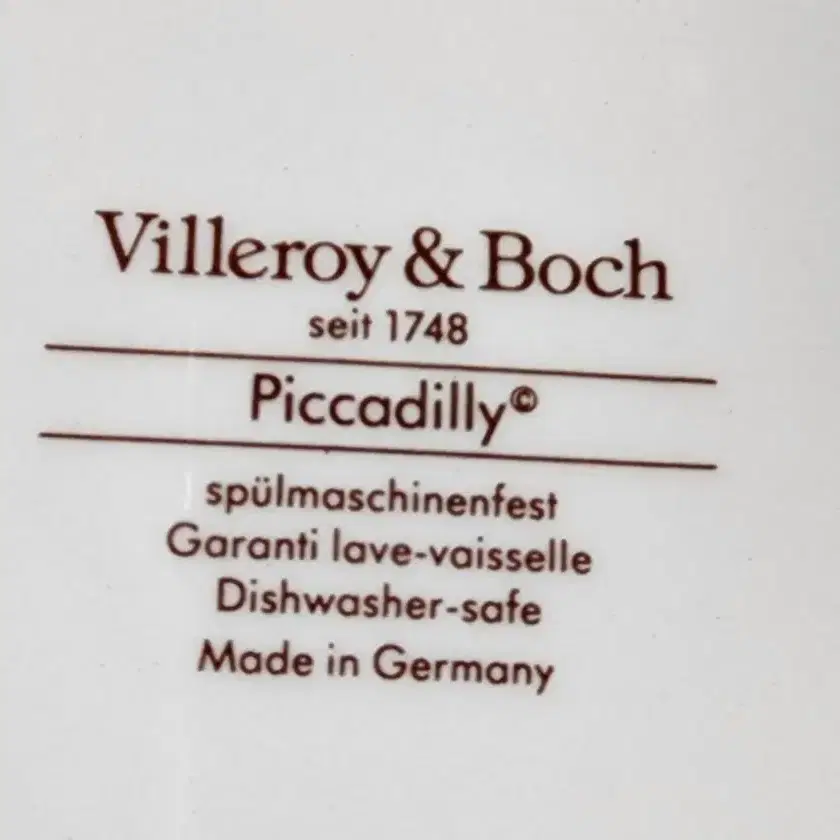 Villeroy & Boch
seit 1748
Piccadilly©
spülmaschinenfest
Garanti lave-vaisselle
Dishwasher-safe
Made in Germany